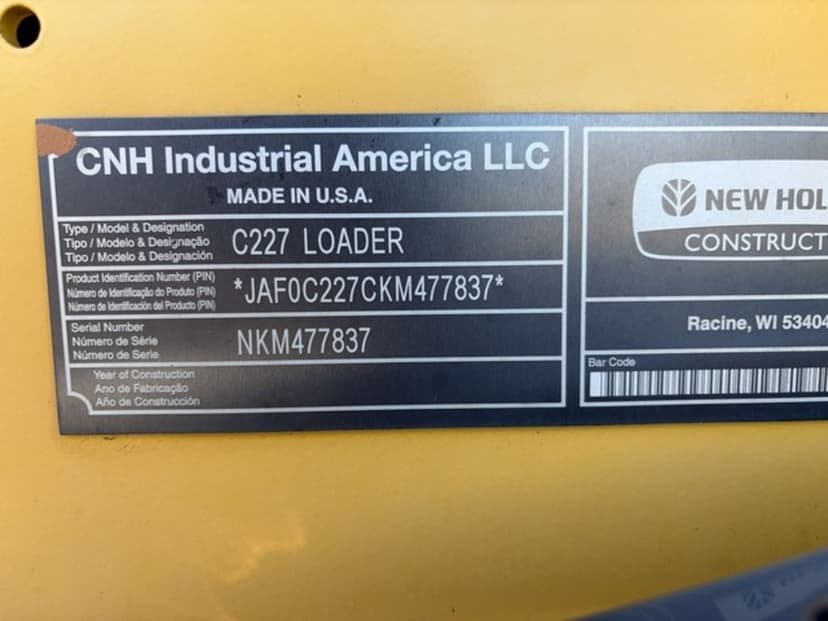 CNH Industrial America LLC
MADE IN U.S.A.
Type / Model & Designation
Tipo / Modelo & Designação
Tipo / Modelo & Designación
C227 LOADER
Product Identification Number (PIN)
Número de Identificação do Produto (PIN)
Número de Identificación del Producto (PIN)
*JAF0C227CKM477837*
Serial Number
Número de Série
Número de Serie
NKM477837
Year of Construction
Ano de Fabricação
Año de Construcción
NEW HOL
CONSTRUCT
Racine, WI 53404
Bar Code